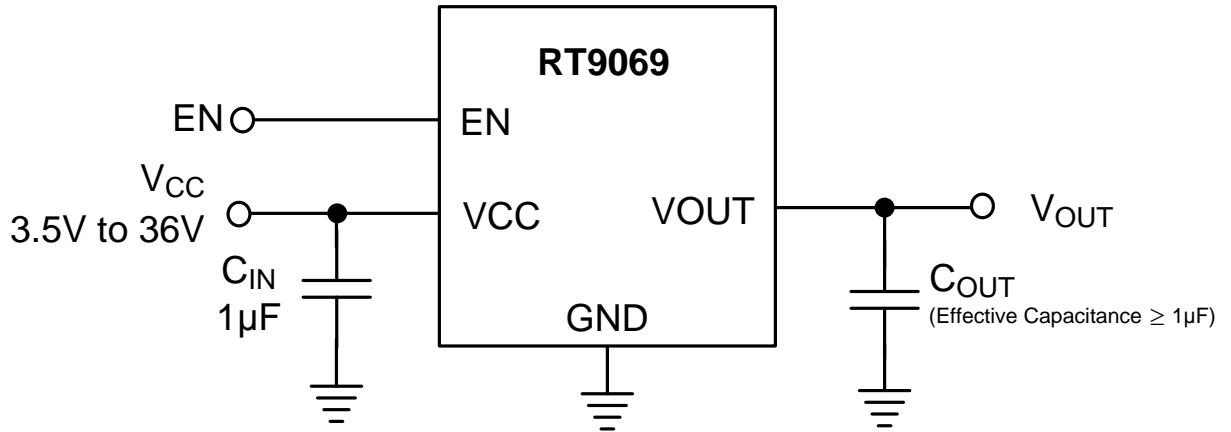 RT9069
EN
EN
VCC
3.5V to 36V
VCC
VOUT
VOUT
CIN
1µF
COUT
(Effective Capacitance ≥ 1µF)
GND